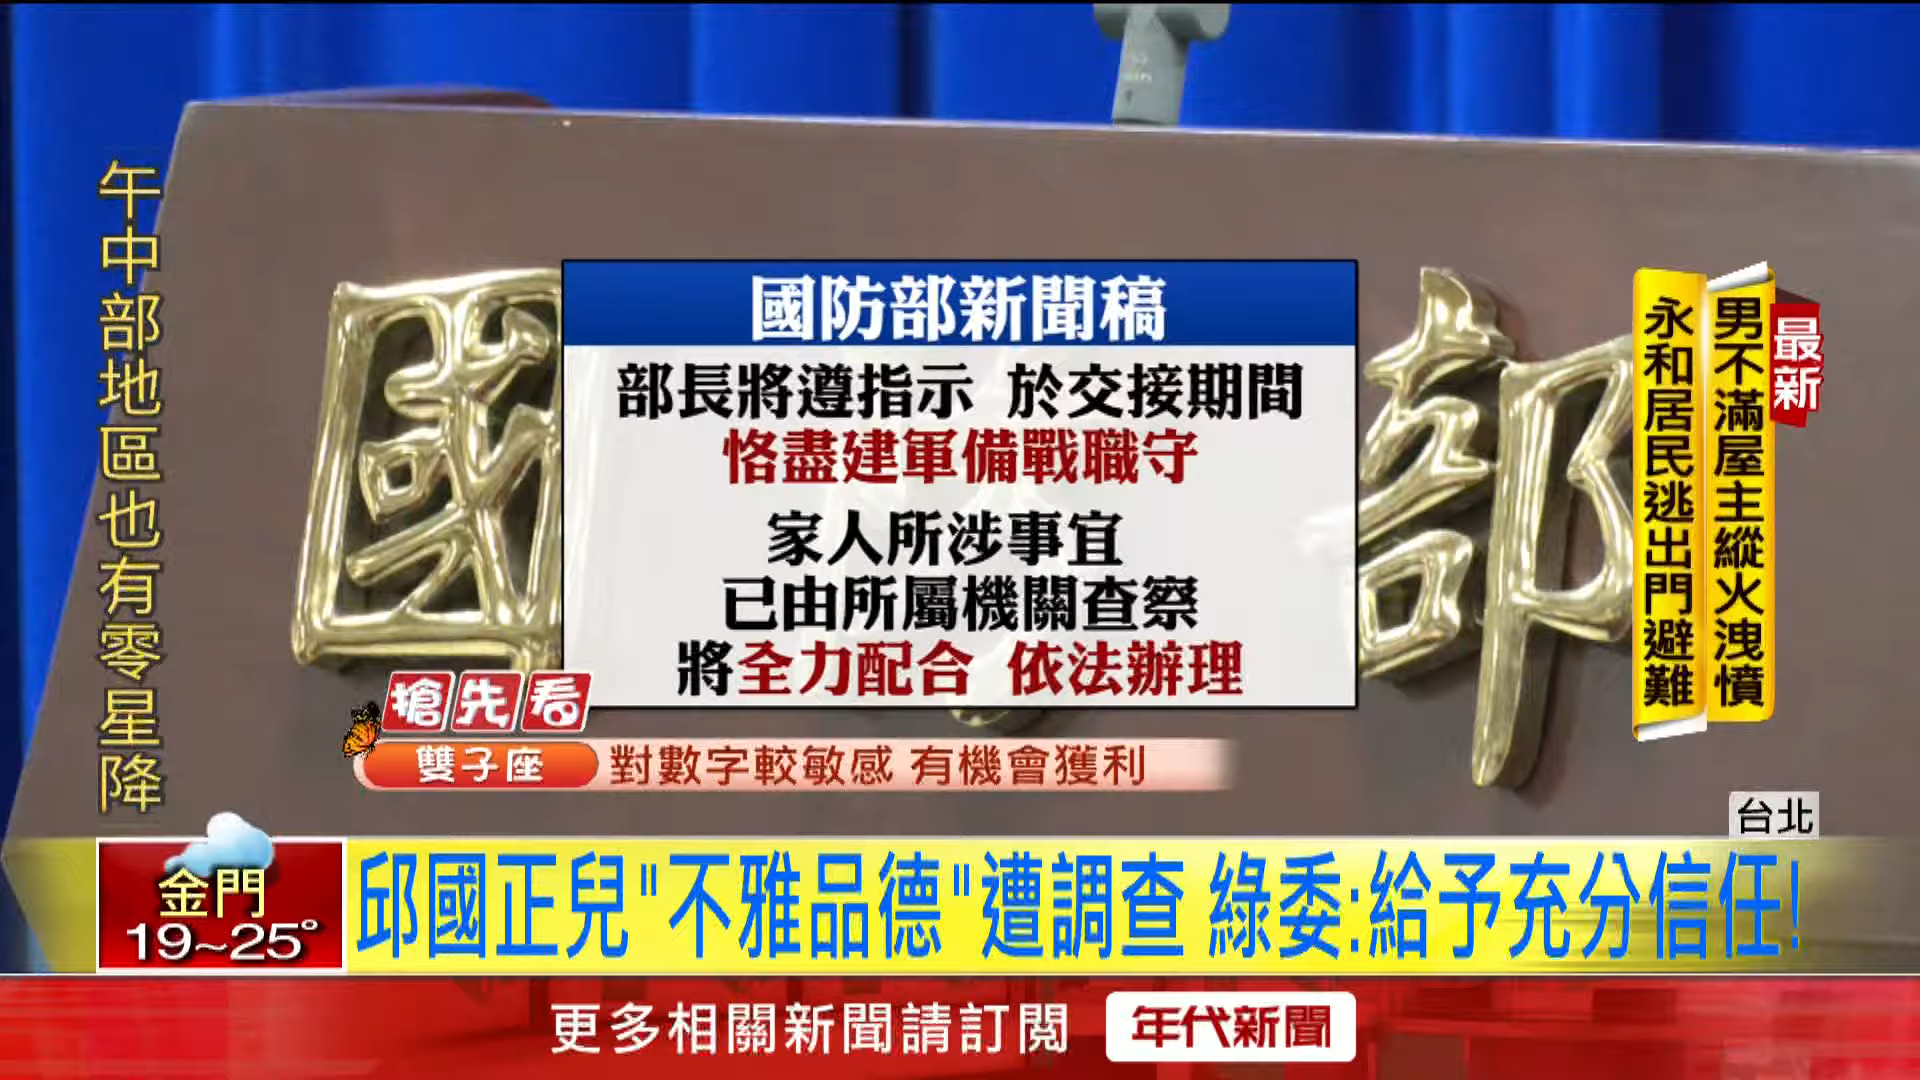 午中部地區也有零星降
國
部
國防部新聞稿
部長將遵指示 於交接期間
恪盡建軍備戰職守
家人所涉事宜
已由所屬機關查察
將全力配合 依法辦理
最新
男不滿屋主縱火洩憤
永和居民逃出門避難
搶先看
雙子座
對數字較敏感 有機會獲利
台北
金門
19~25°
邱國正兒"不雅品德"遭調查 綠委:給予充分信任!
更多相關新聞請訂閱
年代新聞